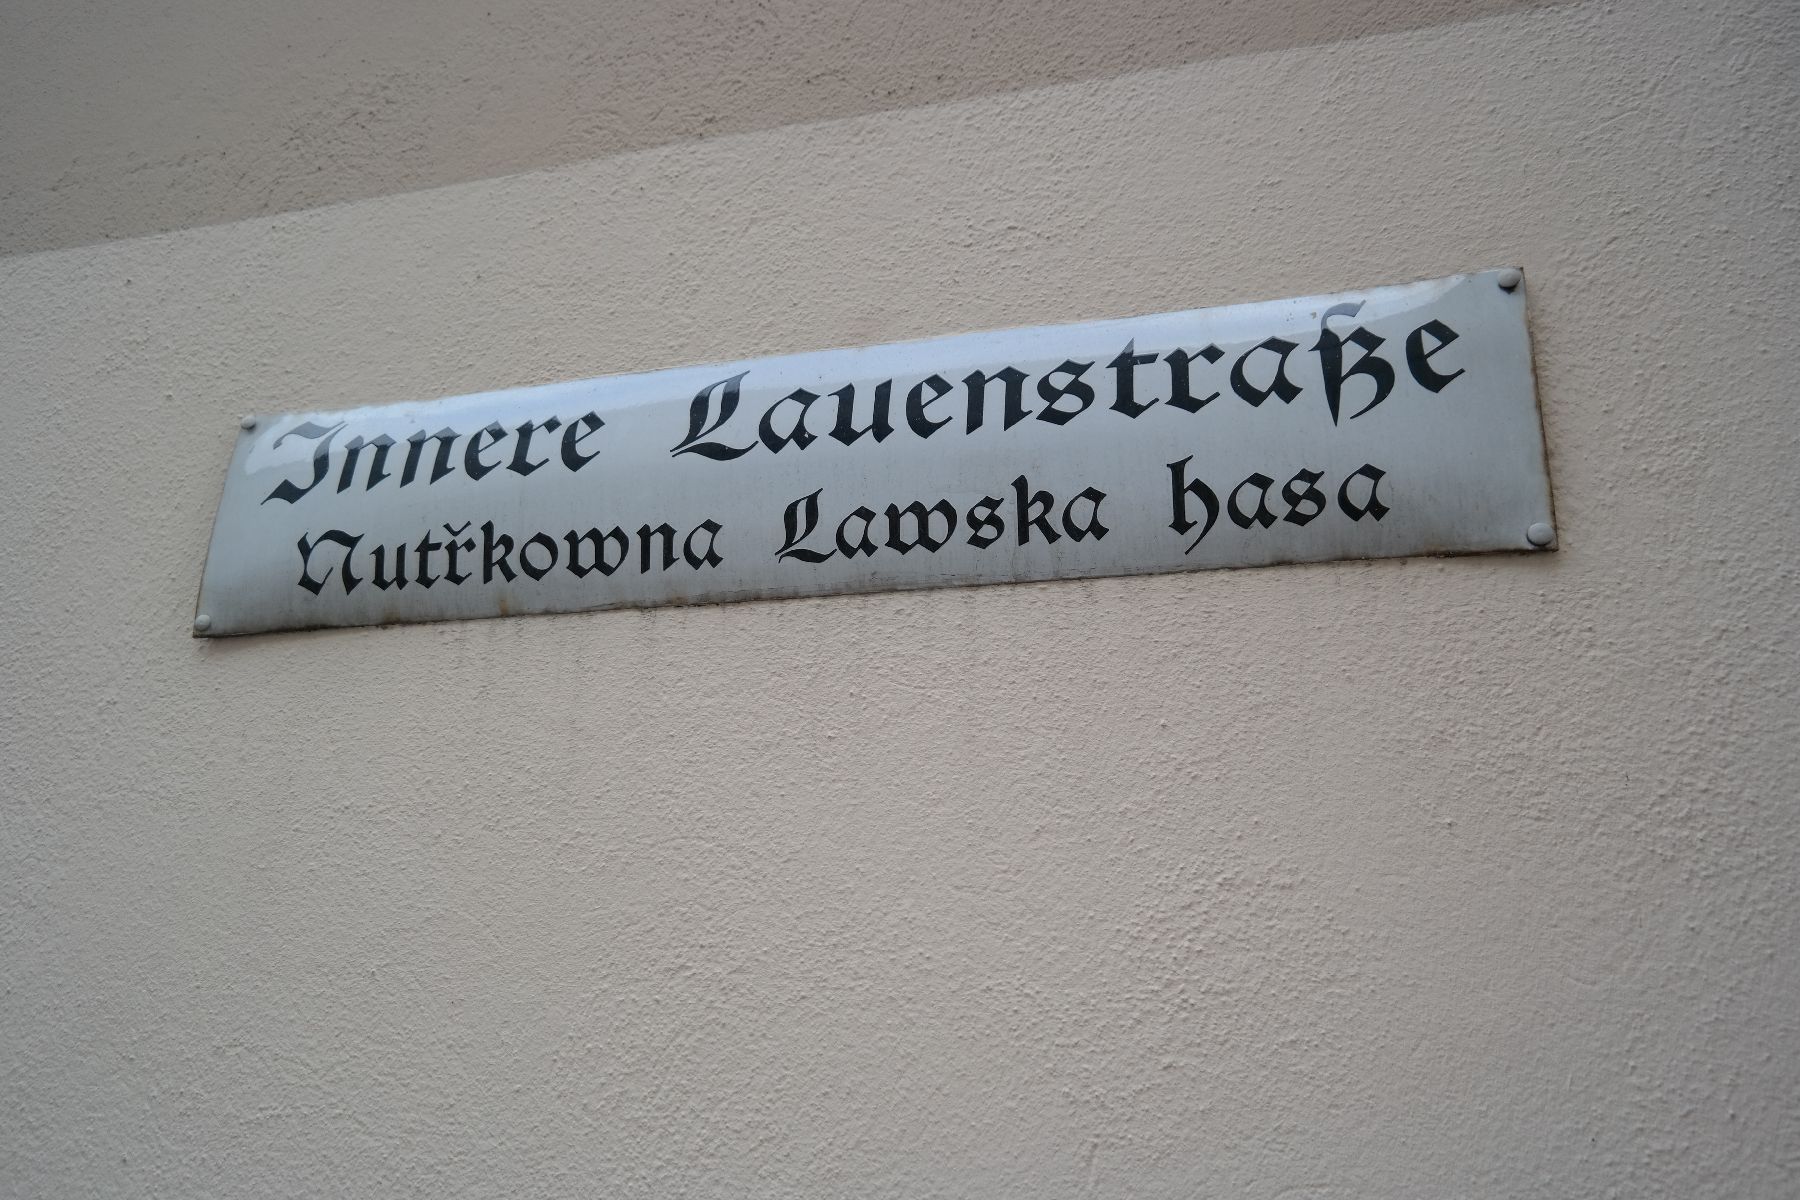 Innere Lauenstraße
Nutřkowna Lawska hasa